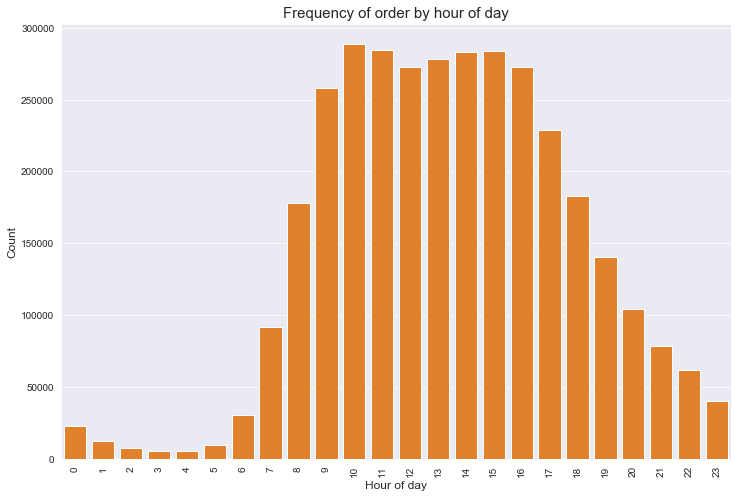 Frequency of order by hour of day
300000
250000
200000
150000
100000
50000
0
Count
0 1 2 3 4 5 6 7 8 9 10 11 12 13 14 15 16 17 18 19 20 21 22 23
Hour of day